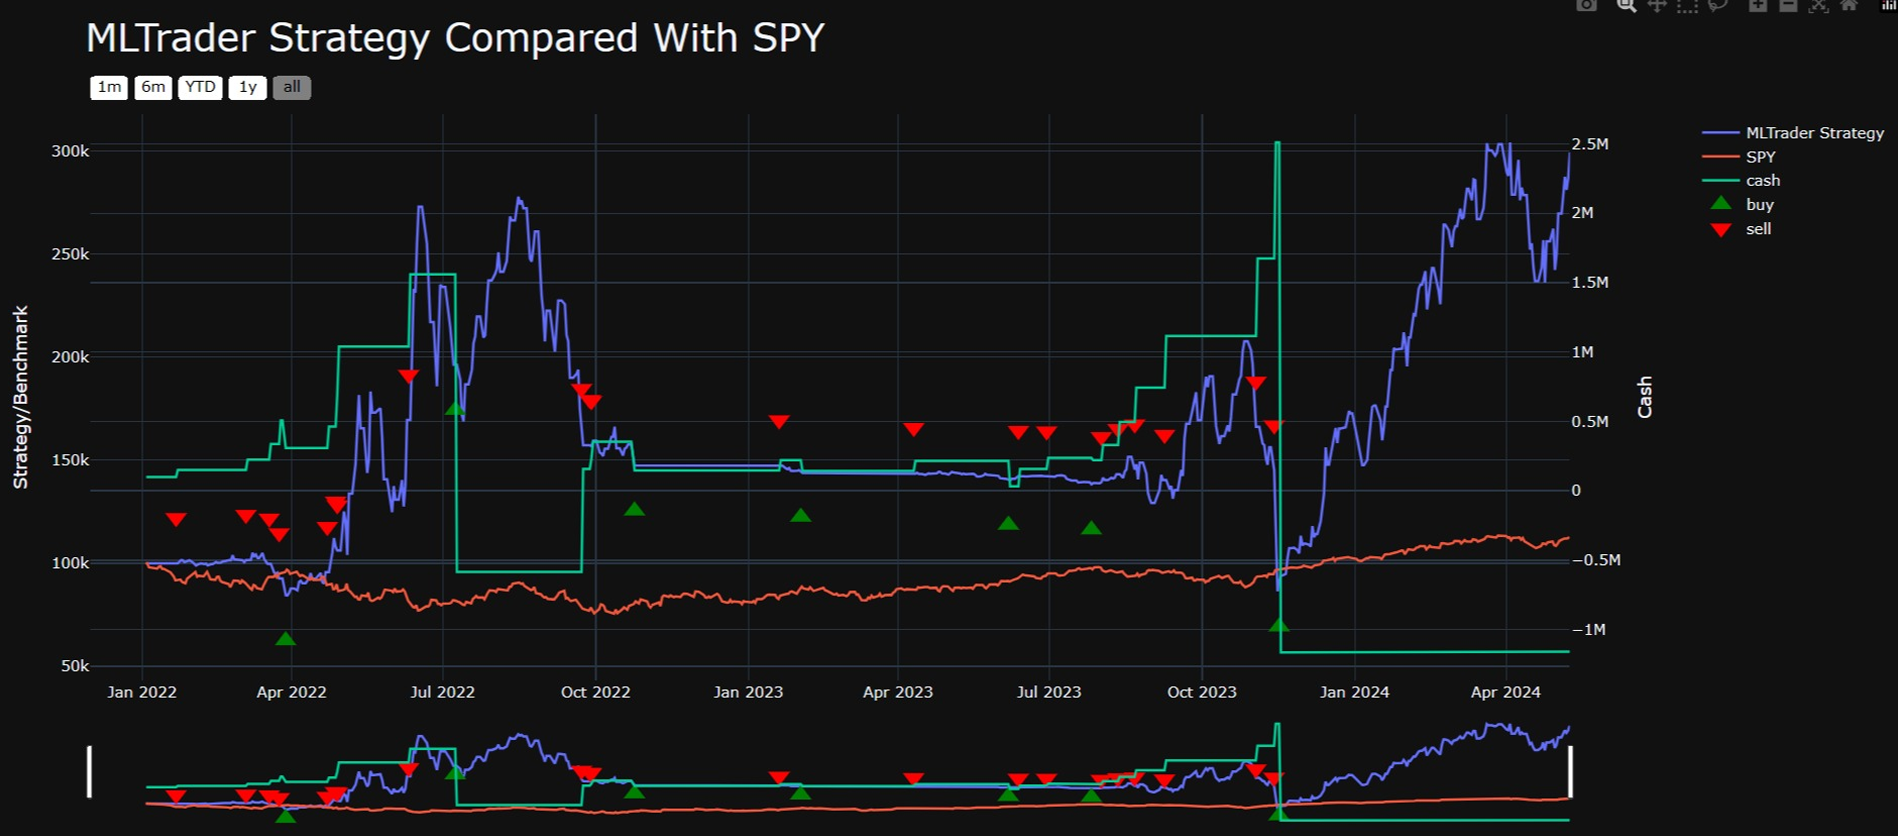 MLTrader Strategy Compared With SPY
1m 6m YTD 1y all
MLTrader Strategy
SPY
cash
buy
sell
300k
250k
200k
150k
100k
50k
Strategy/Benchmark
2.5M
2M
1.5M
1M
0.5M
0
−0.5M
−1M
Cash
Jan 2022 Apr 2022 Jul 2022 Oct 2022 Jan 2023 Apr 2023 Jul 2023 Oct 2023 Jan 2024 Apr 2024